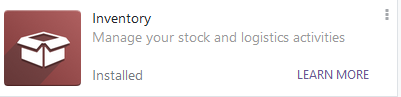 Inventory
Manage your stock and logistics activities
Installed LEARN MORE